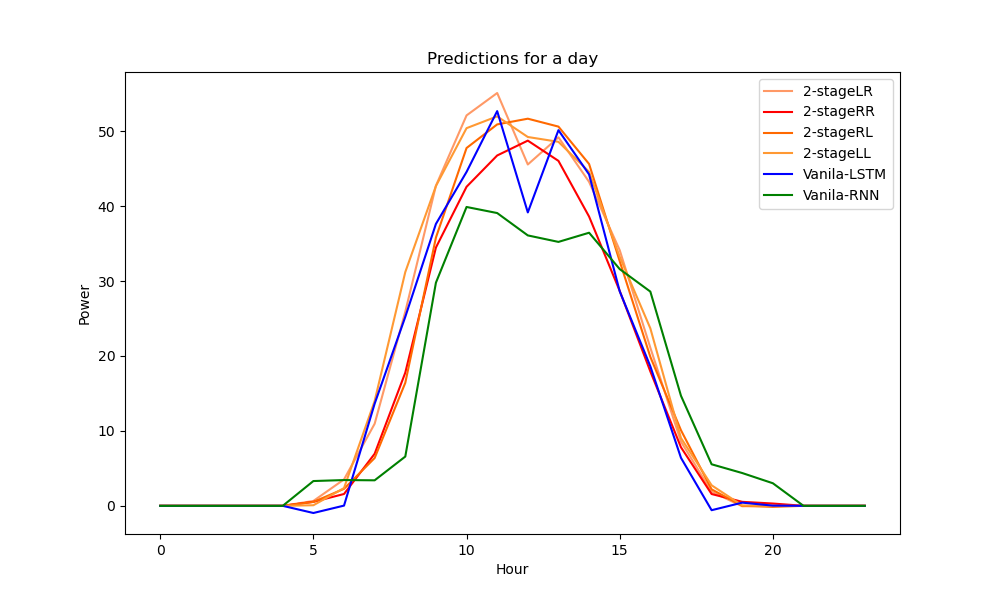 Predictions for a day
2-stageLR
2-stageRR
2-stageRL
2-stageLL
Vanila-LSTM
Vanila-RNN
Power
50
40
30
20
10
0
0 5 10 15 20
Hour